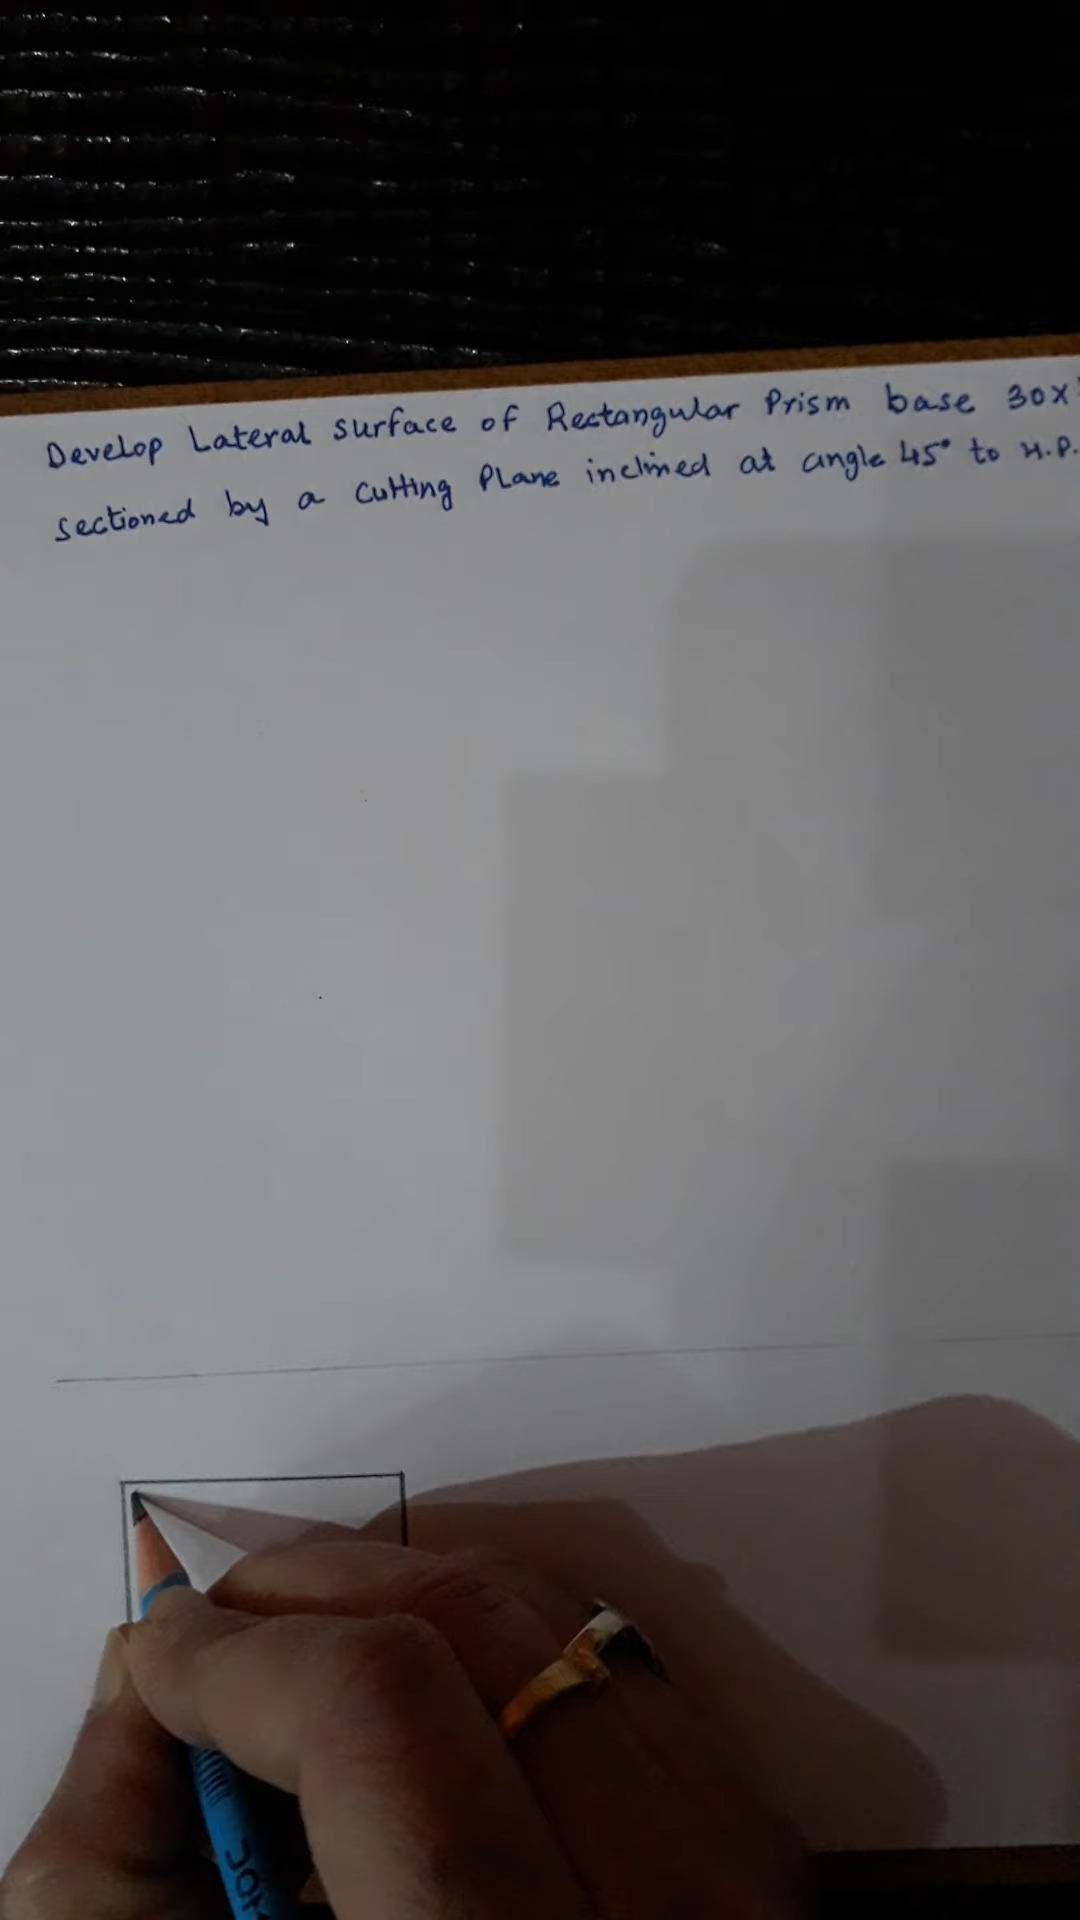 Develop Lateral surface of Rectangular Prism base 30x
sectioned by a cutting Plane inclined at angle 45° to H.P.